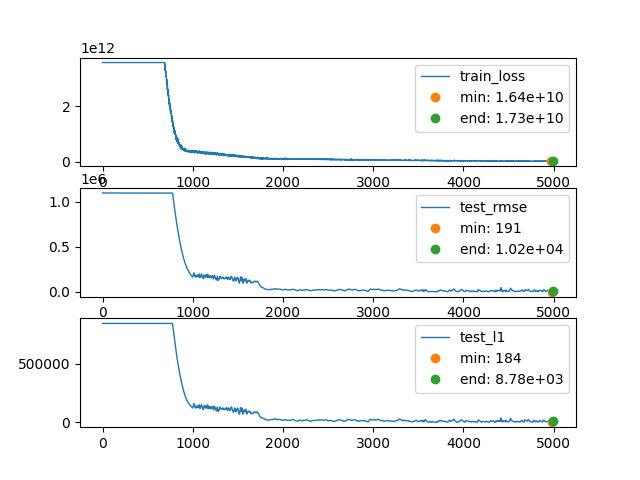 1e12
2
0
train_loss
min: 1.64e+10
end: 1.73e+10
0 1000 2000 3000 4000 5000
1e6
1.0
0.5
0.0
test_rmse
min: 191
end: 1.02e+04
0 1000 2000 3000 4000 5000
500000
0
test_l1
min: 184
end: 8.78e+03
0 1000 2000 3000 4000 5000